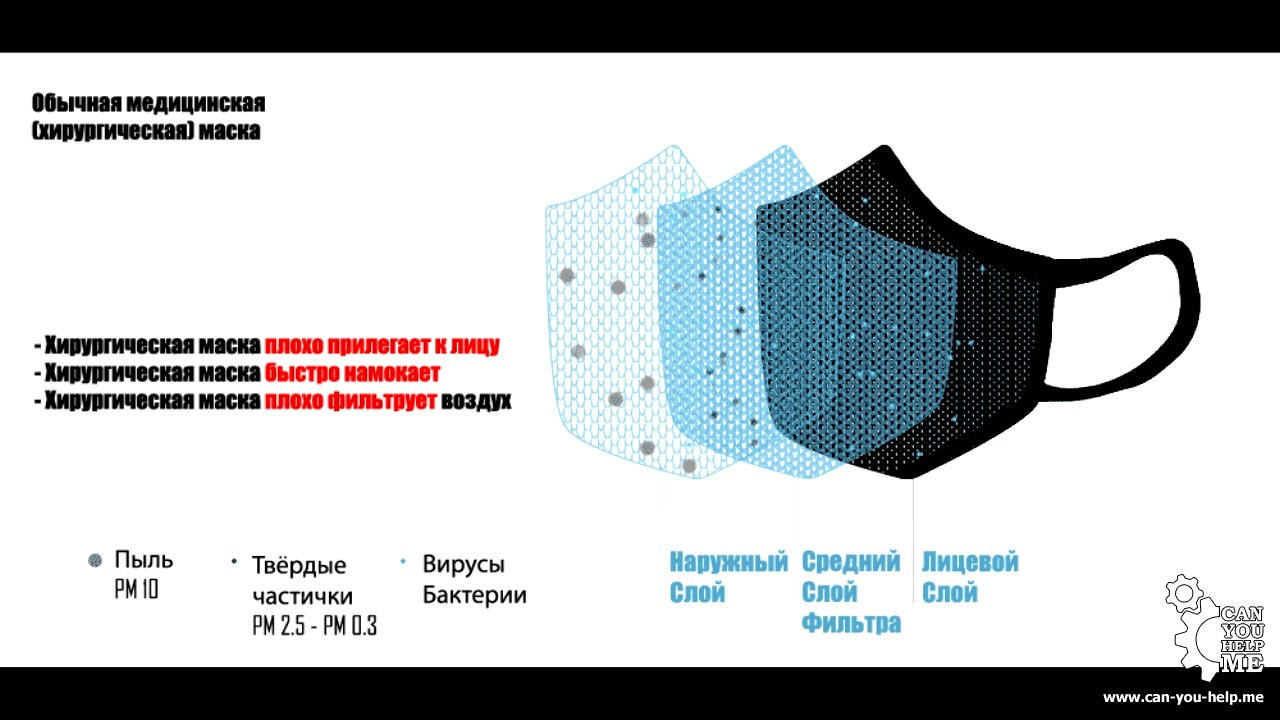 Обычная медицинская
(хирургическая) маска
- Хирургическая маска плохо прилегает к лицу
- Хирургическая маска быстро намокает
- Хирургическая маска плохо фильтрует воздух
Пыль
PM 10
Твёрдые
частички
PM 2.5 - PM 0.3
Вирусы
Бактерии
Наружный
Слой
Средний
Слой
Фильтра
Лицевой
Слой
CAN
YOU
HELP
ME
www.can-you-help.me